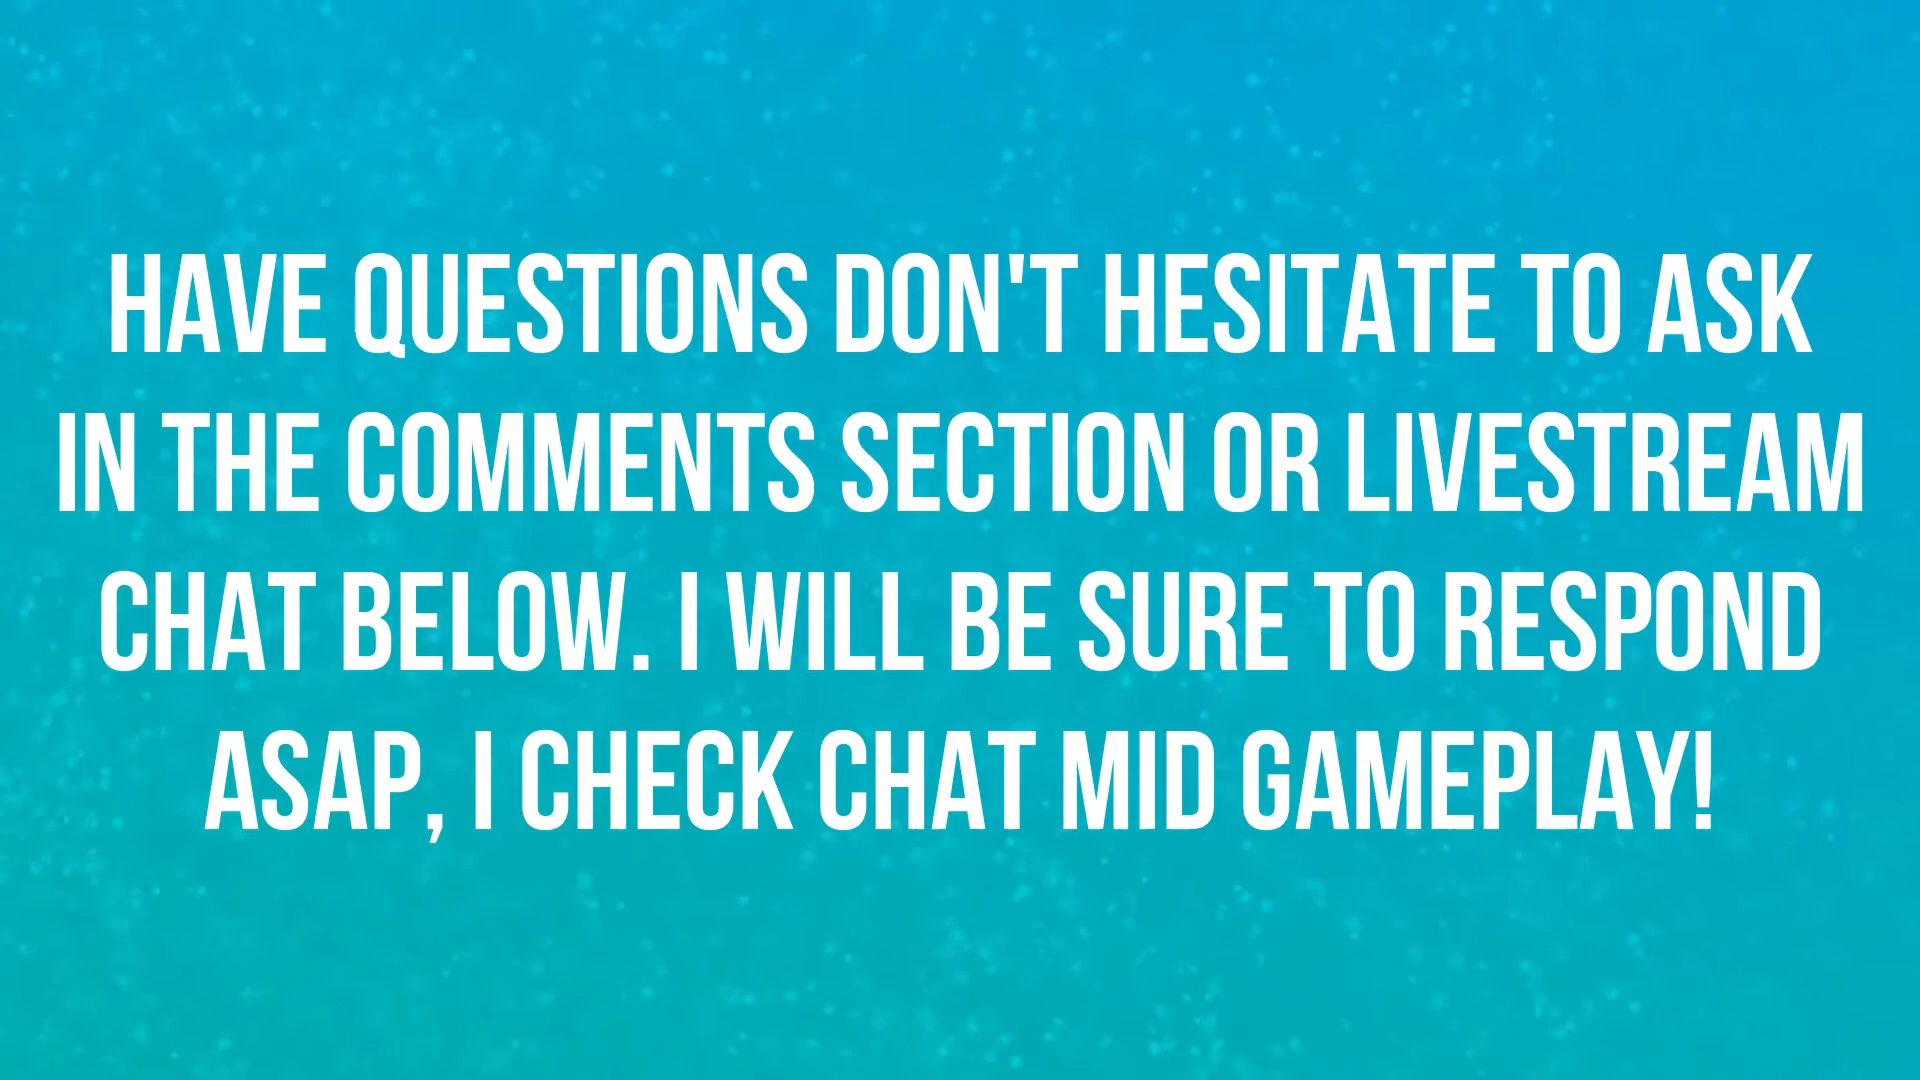 HAVE QUESTIONS DON'T HESITATE TO ASK
IN THE COMMENTS SECTION OR LIVESTREAM
CHAT BELOW. I WILL BE SURE TO RESPOND
ASAP, I CHECK CHAT MID GAMEPLAY!